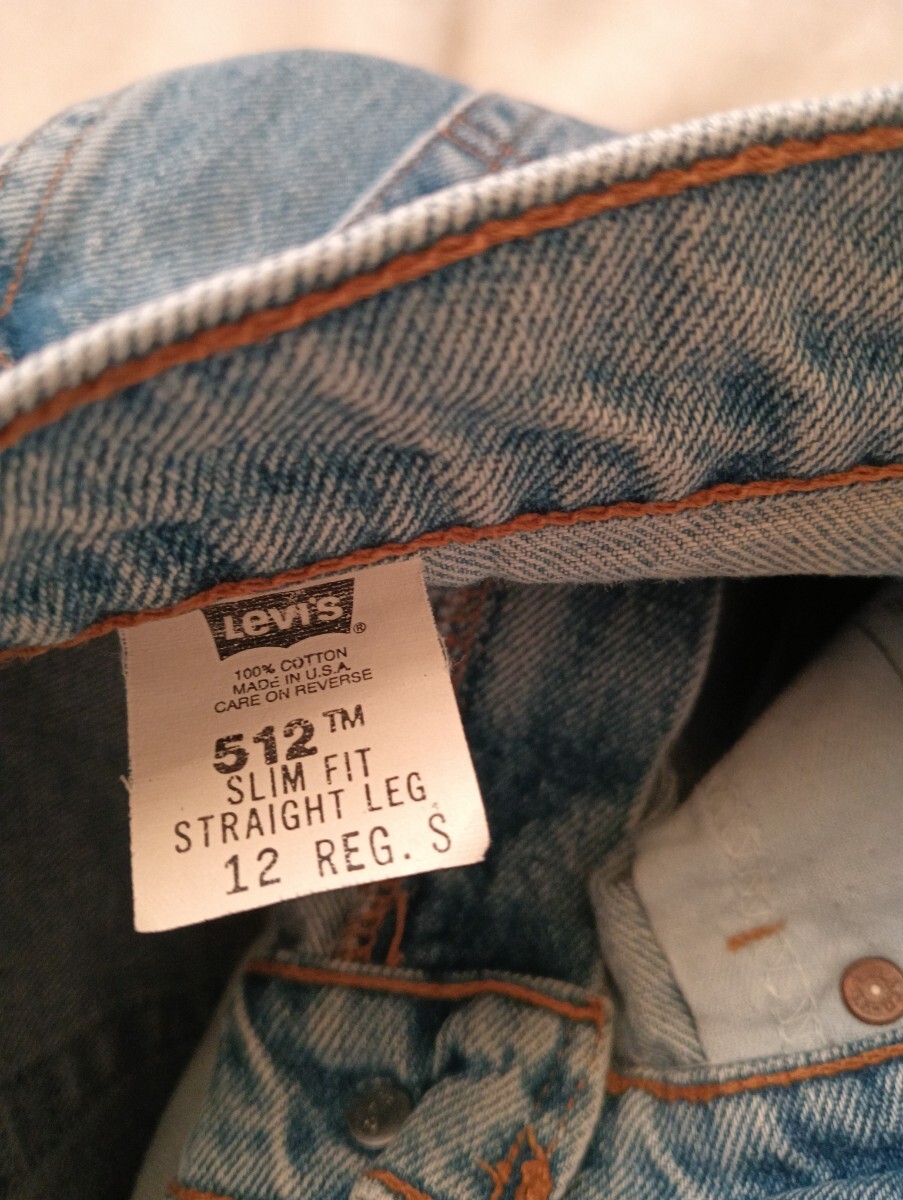 Levi's ®
100% COTTON
MADE IN U.S.A.
CARE ON REVERSE
512™
SLIM FIT
STRAIGHT LEG
12 REG. S